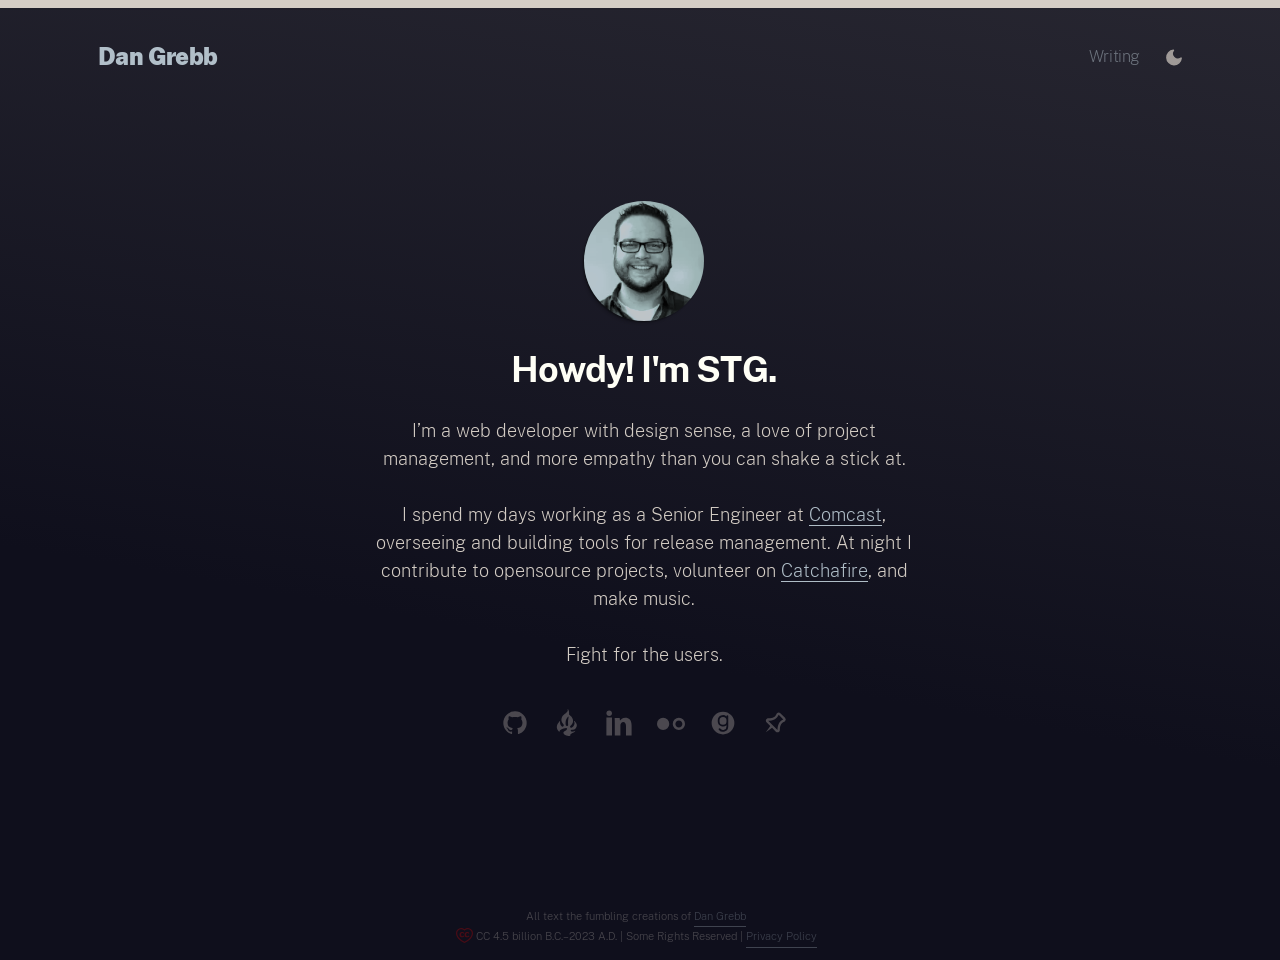 Dan Grebb
Writing
Howdy! I'm STG.
I’m a web developer with design sense, a love of project
management, and more empathy than you can shake a stick at.
I spend my days working as a Senior Engineer at Comcast,
overseeing and building tools for release management. At night I
contribute to opensource projects, volunteer on Catchafire, and
make music.
Fight for the users.
All text the fumbling creations of Dan Grebb
CC 4.5 billion B.C.–2023 A.D. | Some Rights Reserved | Privacy Policy